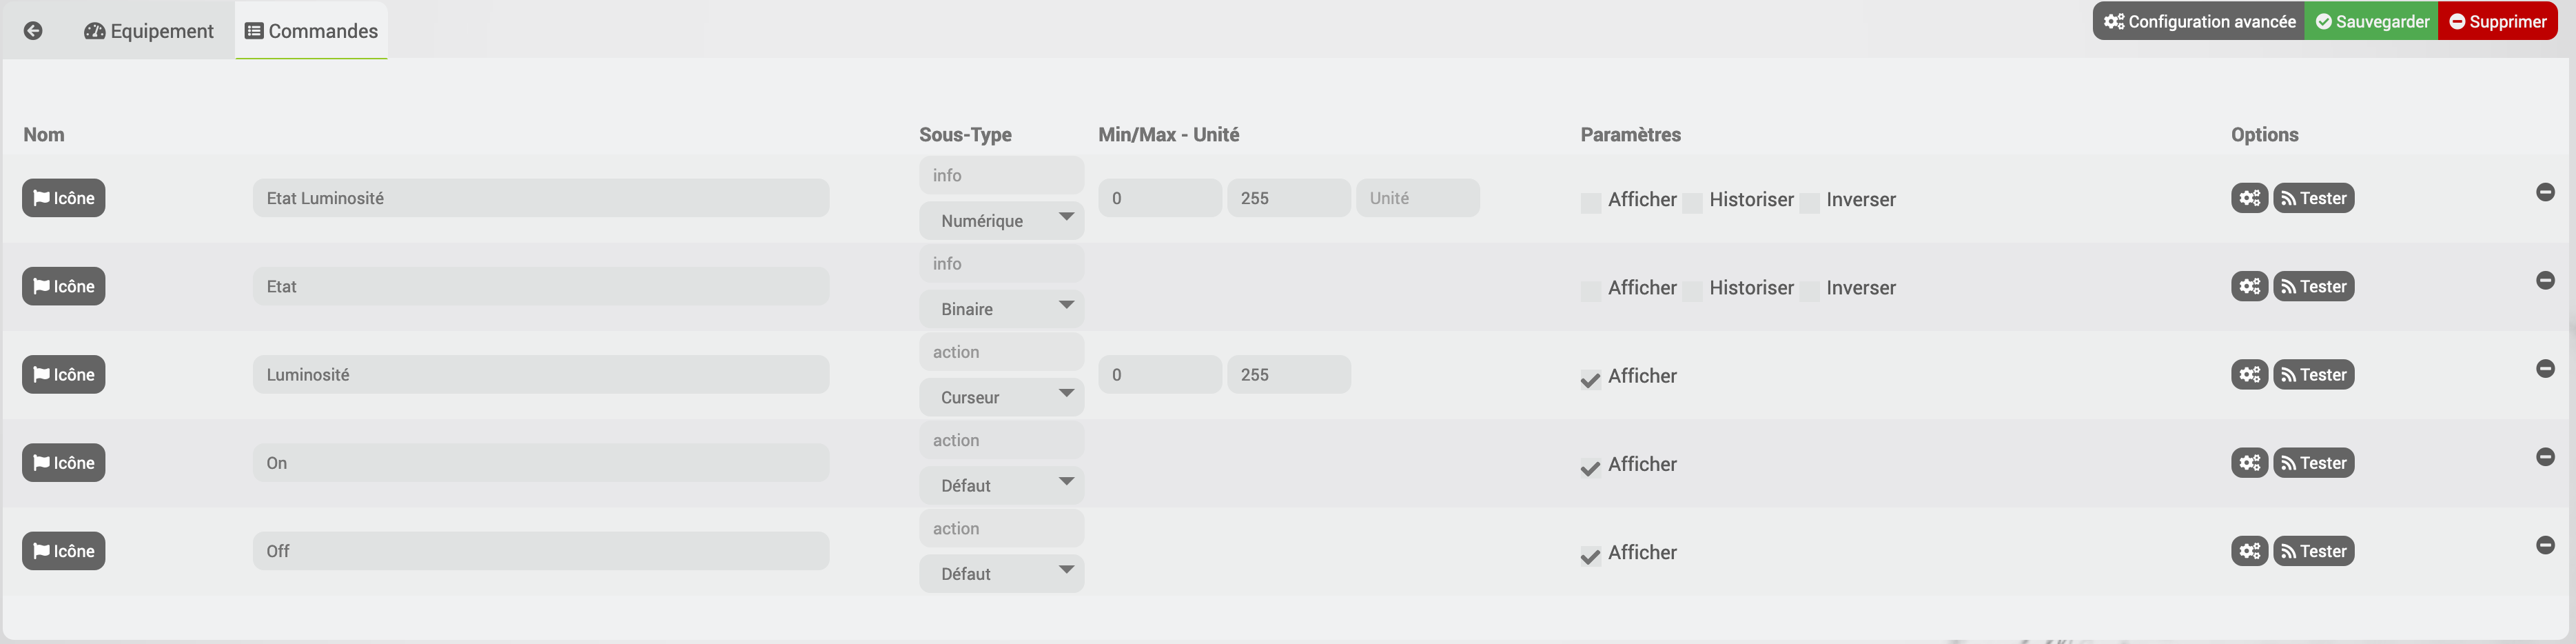 Equipement Commandes Configuration avancée Sauvegarder Supprimer
Nom Sous-Type Min/Max - Unité Paramètres Options
info
Icône Etat Luminosité 0 255 Unité Afficher Historiser Inverser Tester
Numérique
info
Icône Etat Afficher Historiser Inverser Tester
Binaire
action
Icône Luminosité 0 255 Afficher Tester
Curseur
action
Icône On Afficher Tester
Défaut
action
Icône Off Afficher Tester
Défaut